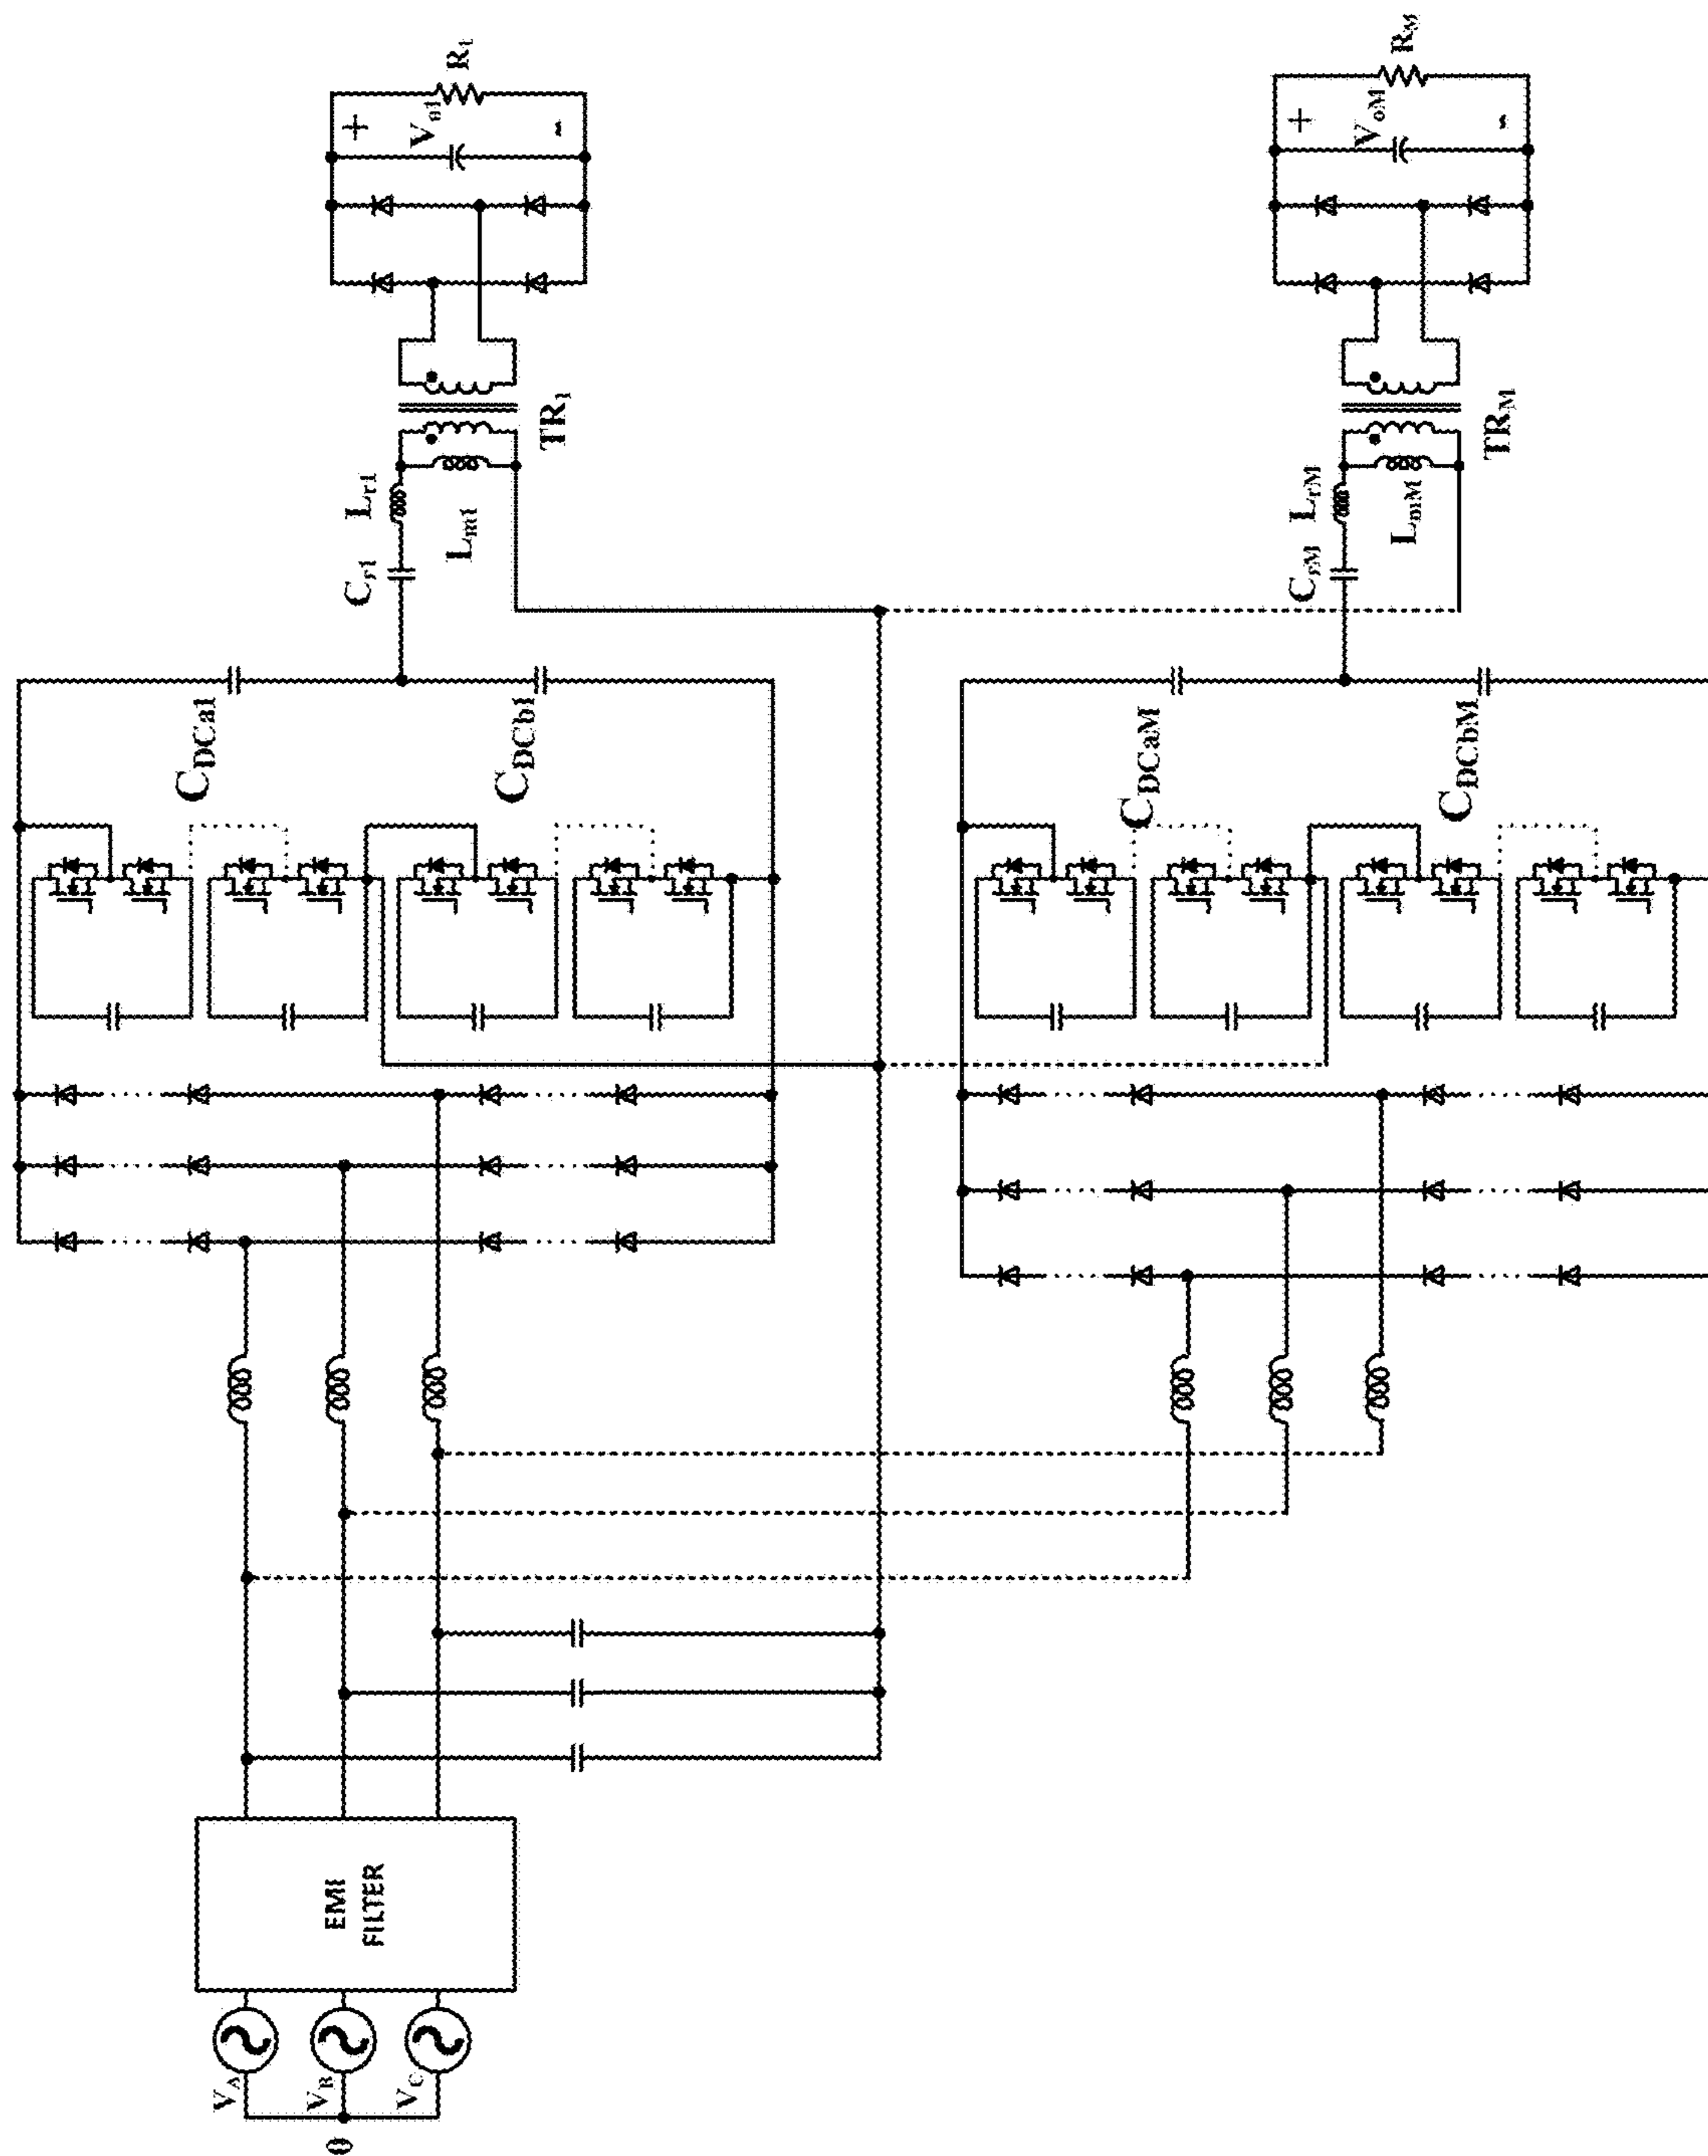 R1
Vo1
+
-
TR1
Lr1
Lm1
Cr1
CDCa1
CDCb1
RM
VoM
+
-
TRM
LrM
LmM
CrM
CDCaM
CDCbM
EMI
FILTER
VA
VB
VC
0